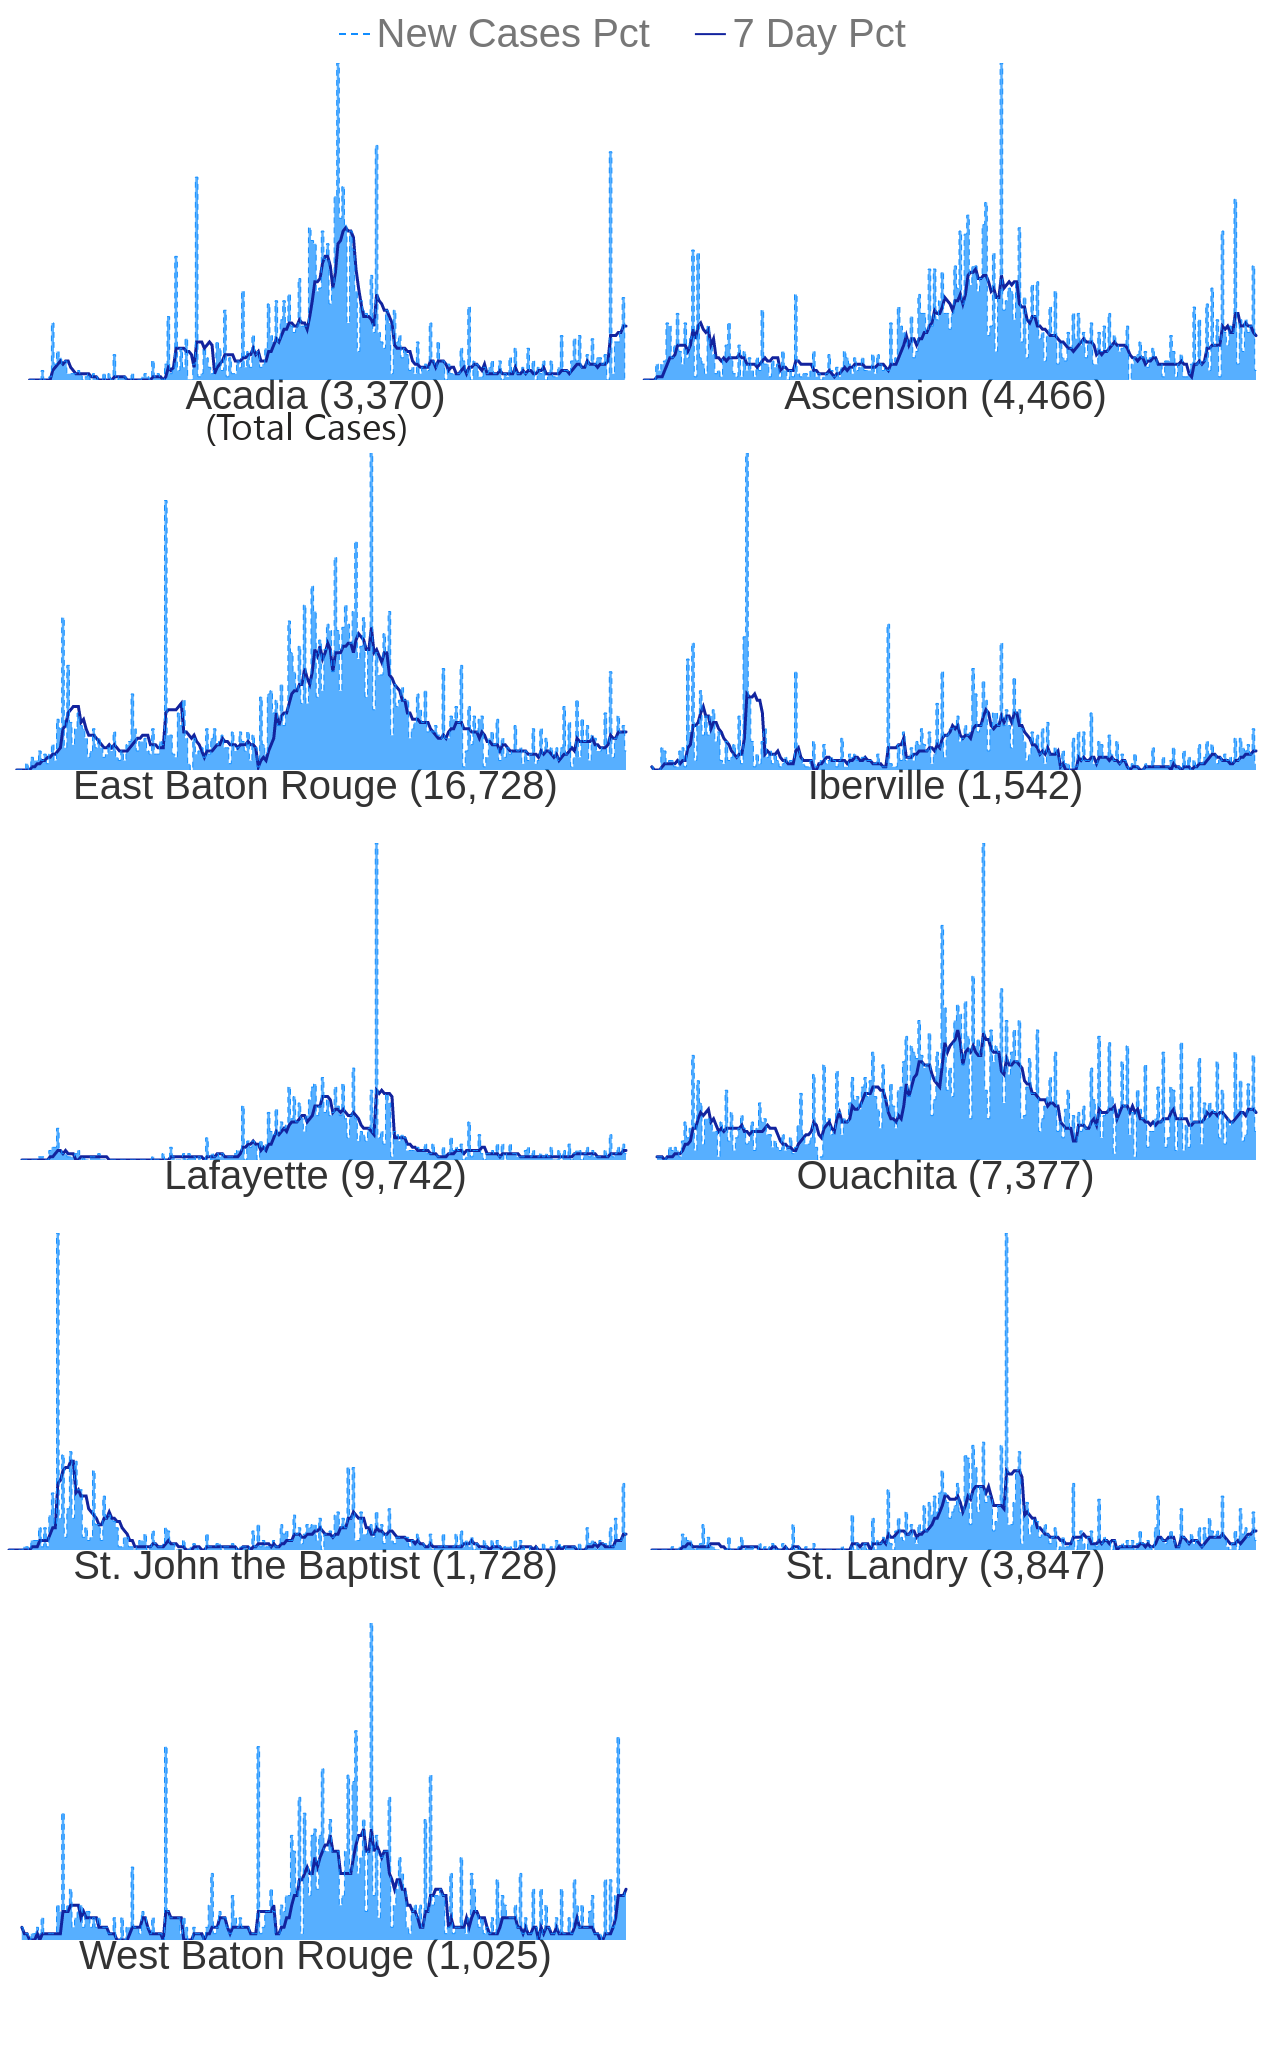 New Cases Pct 7 Day Pct
Acadia (3,370)
(Total Cases)
Ascension (4,466)
East Baton Rouge (16,728)
Iberville (1,542)
Lafayette (9,742)
Ouachita (7,377)
St. John the Baptist (1,728)
St. Landry (3,847)
West Baton Rouge (1,025)